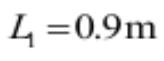 L₁ = 0.9m